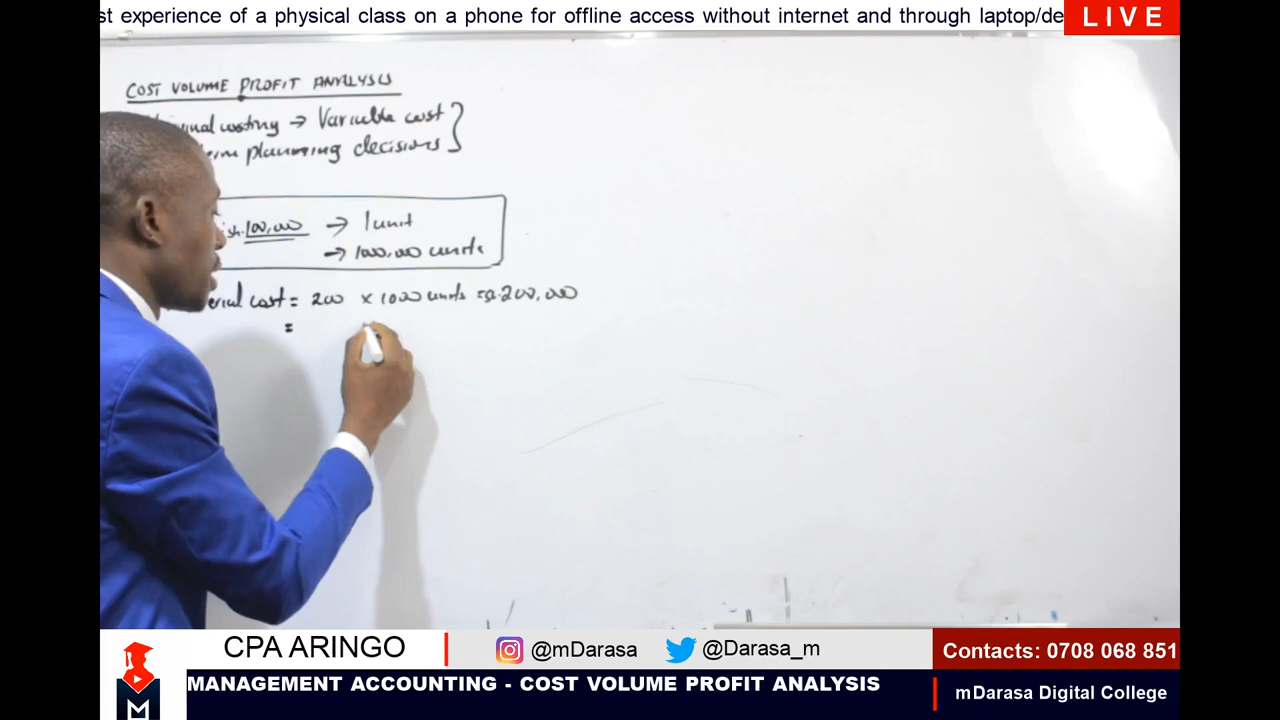 st experience of a physical class on a phone for offline access without internet and through laptop/de
LIVE
COST VOLUME PROFIT ANALYSIS
costing → Variable cost
planning decisions
sh. 100,000 → 1 unit
→ 1000,000 units
cost = 200 x 1000 units = 200,000
=
CPA ARINGO
@mDarasa
@Darasa_m
Contacts: 0708 068 851
MANAGEMENT ACCOUNTING - COST VOLUME PROFIT ANALYSIS
mDarasa Digital College
M